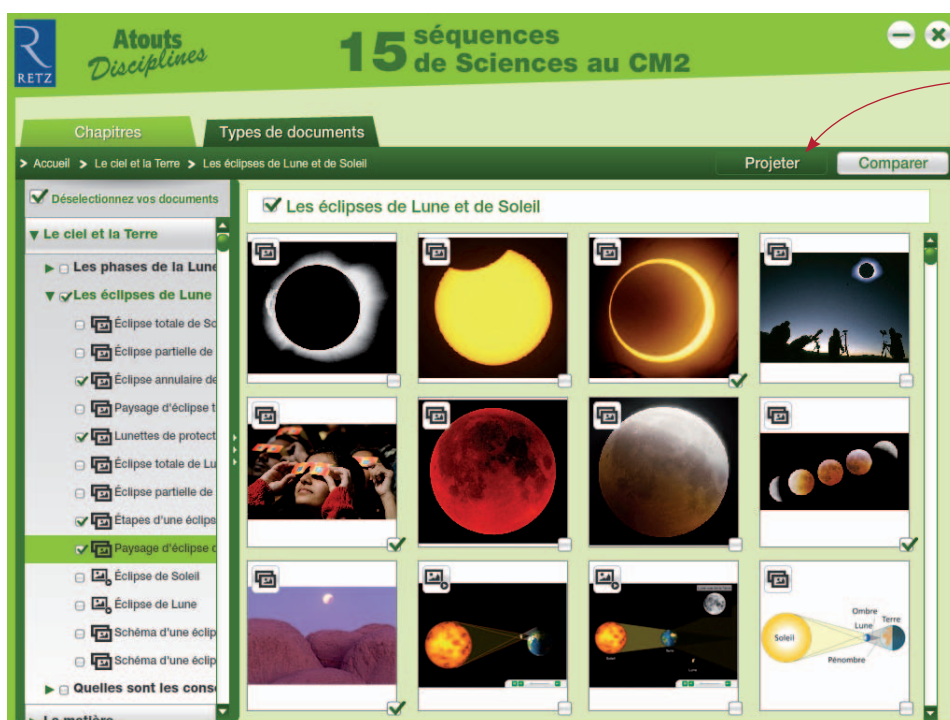 RETZ
Atouts
Disciplines
15 séquences
de Sciences au CM2
Chapitres
Types de documents
> Accueil > Le ciel et la Terre > Les éclipses de Lune et de Soleil
Projeter
Comparer
Déselectionnez vos documents
Le ciel et la Terre
Les phases de la Lune
Les éclipses de Lune
Éclipse totale de So
Éclipse partielle de
Éclipse annulaire de
Paysage d'éclipse t
Lunettes de protect
Éclipse totale de Lu
Éclipse partielle de
Étapes d'une éclips
Paysage d'éclipse d
Éclipse de Soleil
Éclipse de Lune
Schéma d'une éclip
Schéma d'une éclip
Quelles sont les cons
La matière
Les éclipses de Lune et de Soleil
Soleil
Ombre
Lune
Terre
Pénombre